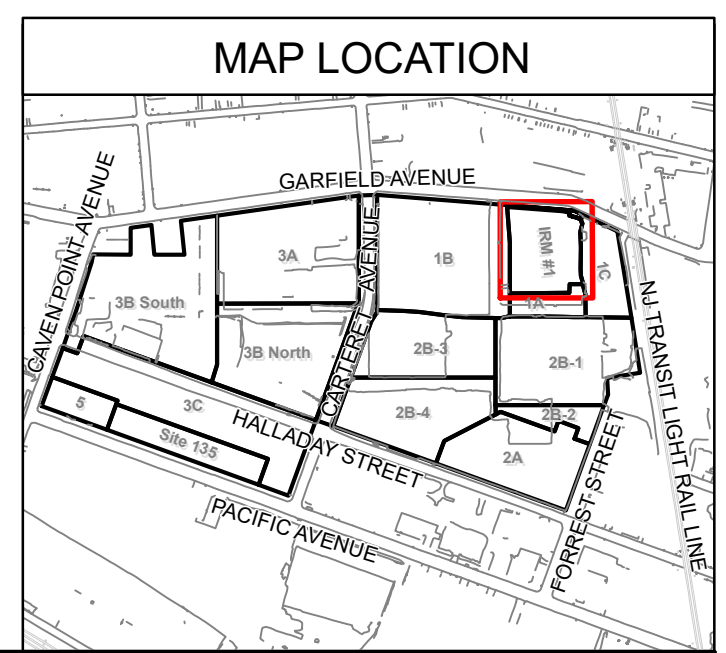 MAP LOCATION
GARFIELD AVENUE
CAVEN POINT AVENUE
CARTERET AVENUE
IRM #1
3A
1B
1C
1A
NJ TRANSIT LIGHT RAIL LINE
3B South
3B North
2B-3
2B-1
3C
5
Site 135
HALLADAY STREET
2B-4
2B-2
2A
FORREST STREET
PACIFIC AVENUE